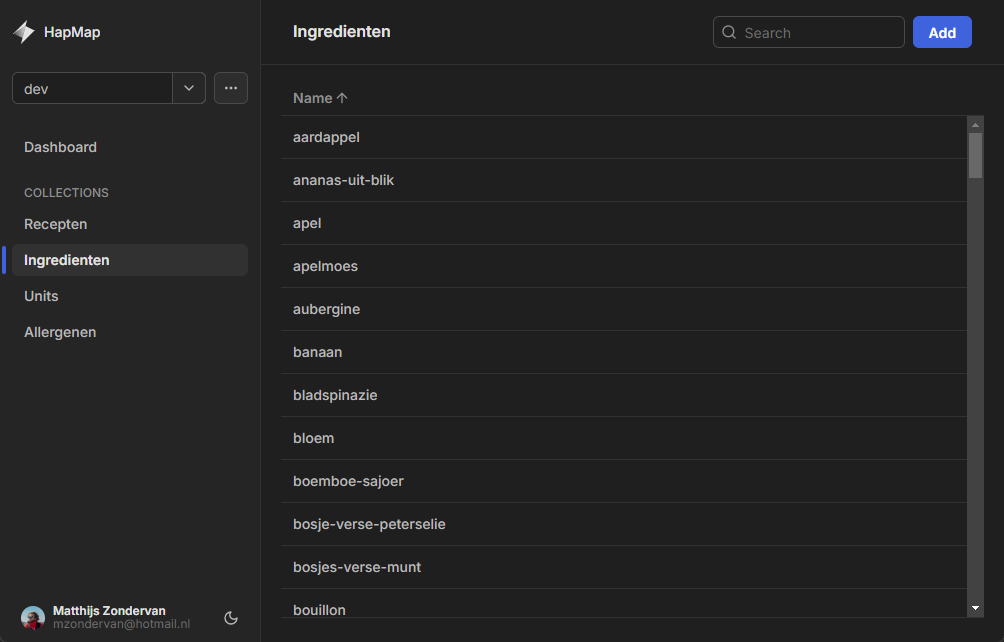 HapMap
dev
Dashboard
COLLECTIONS
Recepten
Ingredienten
Units
Allergenen
Matthijs Zondervan
mzondervan@hotmail.nl
Ingredienten
Search
Add
Name
aardappel
ananas-uit-blik
apel
apelmoes
aubergine
banaan
bladspinazie
bloem
boemboe-sajoer
bosje-verse-peterselie
bosjes-verse-munt
bouillon